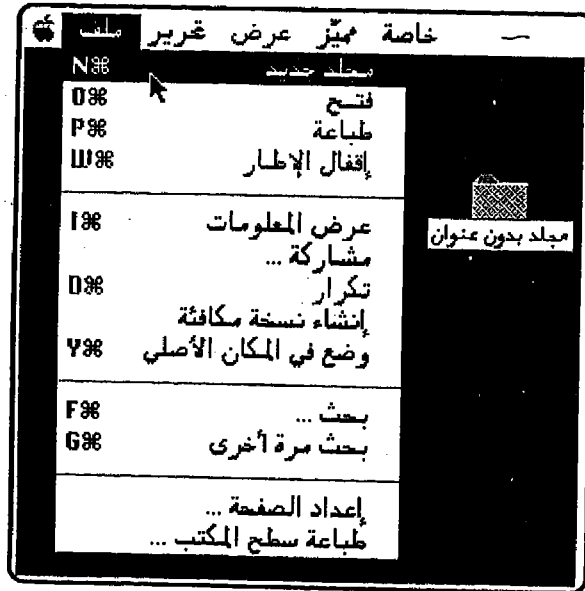 ملف تحرير عرض مميّز خاصة
مجلد جديد ⌘N
فتح ⌘O
طباعة ⌘P
إقفال الإطار ⌘W
عرض المعلومات ⌘I
مشاركة ...
تكرار ⌘D
إنشاء نسخة مكافئة
وضع في المكان الأصلي ⌘Y
بحث ... ⌘F
بحث مرة أخرى ⌘G
إعداد الصفحة ...
طباعة سطح المكتب ...
مجلد بدون عنوان